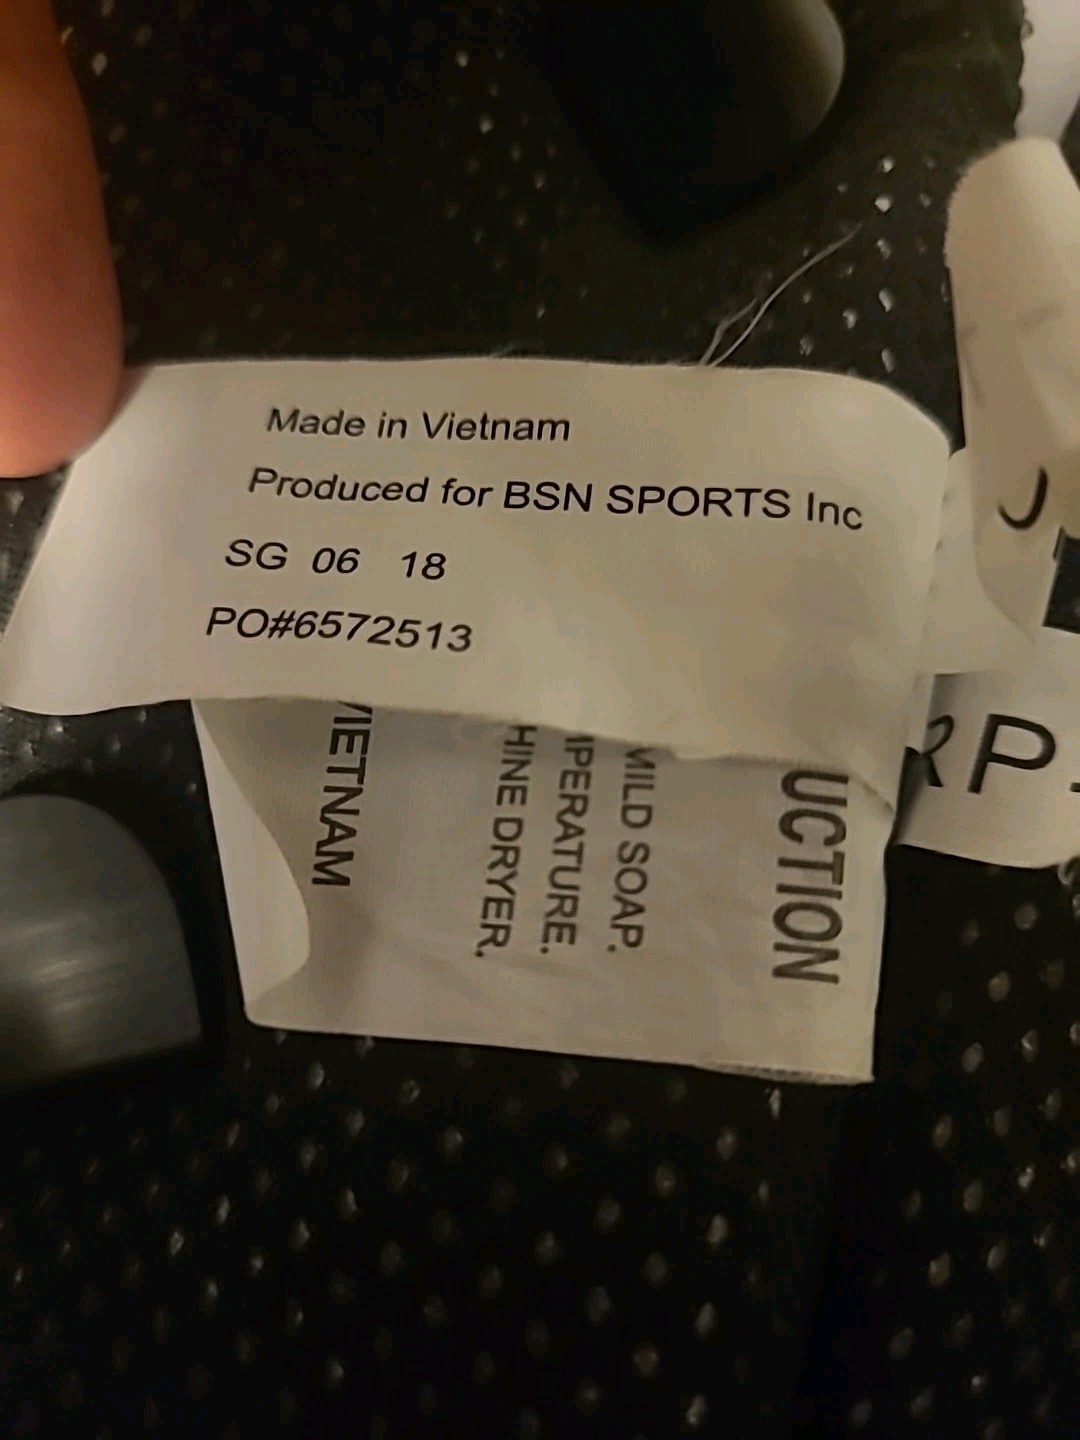 Made in Vietnam
Produced for BSN SPORTS Inc
SG 06 18
PO#6572513
UCTION
MILD SOAP.
IPERATURE.
HINE DRYER.
VIETNAM
RP